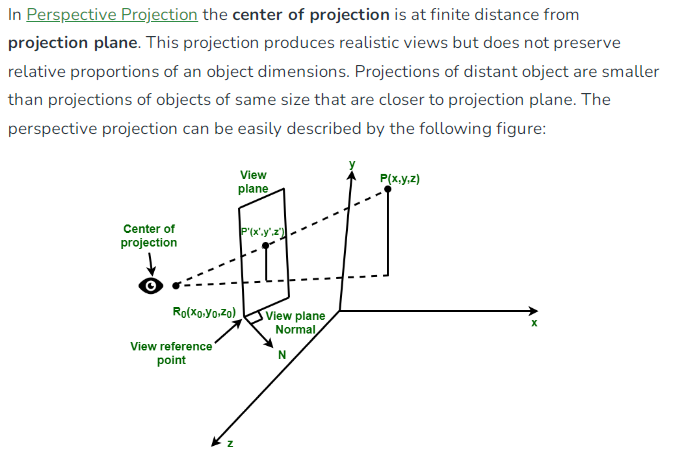 In Perspective Projection the center of projection is at finite distance from
projection plane. This projection produces realistic views but does not preserve
relative proportions of an object dimensions. Projections of distant object are smaller
than projections of objects of same size that are closer to projection plane. The
perspective projection can be easily described by the following figure:
y
View
plane
P(x,y,z)
Center of
projection
P'(x',y',z')
R₀(x₀,y₀,z₀)
View plane
Normal
x
View reference
point
N
z